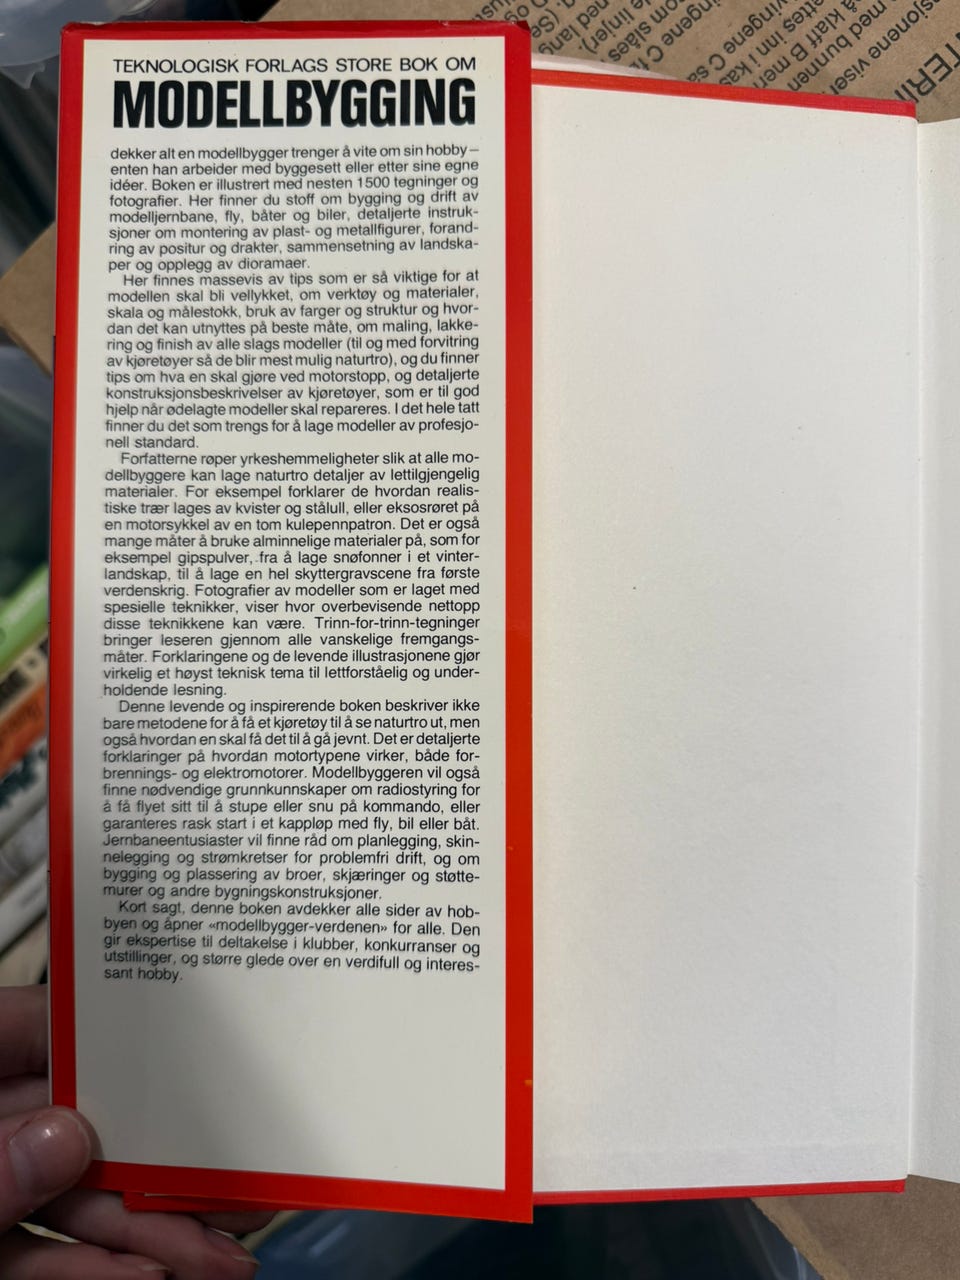 TEKNOLOGISK FORLAGS STORE BOK OM
MODELLBYGGING
dekker alt en modellbygger trenger å vite om sin hobby –
enten han arbeider med byggesett eller etter sine egne
idéer. Boken er illustrert med nesten 1500 tegninger og
fotografier. Her finner du stoff om bygging og drift av
modelljernbane, fly, båter og biler, detaljerte instruk-
sjoner om montering av plast- og metallfigurer, forand-
ring av positur og drakter, sammensetning av landska-
per og opplegg av dioramaer.
Her finnes massevis av tips som er så viktige for at
modellen skal bli vellykket, om verktøy og materialer,
skala og målestokk, bruk av farger og struktur og hvor-
dan det kan utnyttes på beste måte, om maling, lakke-
ring og finish av alle slags modeller (til og med forvitring
av kjøretøyer så de blir mest mulig naturtro), og du finner
tips om hva en skal gjøre ved motorstopp, og detaljerte
konstruksjonsbeskrivelser av kjøretøyer, som er til god
hjelp når ødelagte modeller skal repareres. I det hele tatt
finner du det som trengs for å lage modeller av profesjo-
nell standard.
Forfatterne røper yrkeshemmeligheter slik at alle mo-
dellbyggere kan lage naturtro detaljer av lettilgjengelig
materialer. For eksempel forklarer de hvordan realis-
tiske trær lages av kvister og stålull, eller eksosrøret på
en motorsykkel av en tom kulepennpatron. Det er også
mange måter å bruke alminnelige materialer på, som for
eksempel gipspulver, fra å lage snøfonner i et vinter-
landskap, til å lage en hel skyttergravscene fra første
verdenskrig. Fotografier av modeller som er laget med
spesielle teknikker, viser hvor overbevisende nettopp
disse teknikkene kan være. Trinn-for-trinn-tegninger
bringer leseren gjennom alle vanskelige fremgangs-
måter. Forklaringene og de levende illustrasjonene gjør
virkelig et høyst teknisk tema til lettforståelig og under-
holdende lesning.
Denne levende og inspirerende boken beskriver ikke
bare metodene for å få et kjøretøy til å se naturtro ut, men
også hvordan en skal få det til å gå jevnt. Det er detaljerte
forklaringer på hvordan motortypene virker, både for-
brennings- og elektromotorer. Modellbyggeren vil også
finne nødvendige grunnkunnskaper om radiostyring for
å få flyet sitt til å stupe eller snu på kommando, eller
garanteres rask start i et kappløp med fly, bil eller båt.
Jernbaneentusiaster vil finne råd om planlegging, skin-
nelegging og strømkretser for problemfri drift, og om
bygging og plassering av broer, skjæringer og støtte-
murer og andre bygningskonstruksjoner.
Kort sagt, denne boken avdekker alle sider av hob-
byen og åpner «modellbygger-verdenen» for alle. Den
gir ekspertise til deltakelse i klubber, konkurranser og
utstillinger, og større glede over en verdifull og interes-
sant hobby.